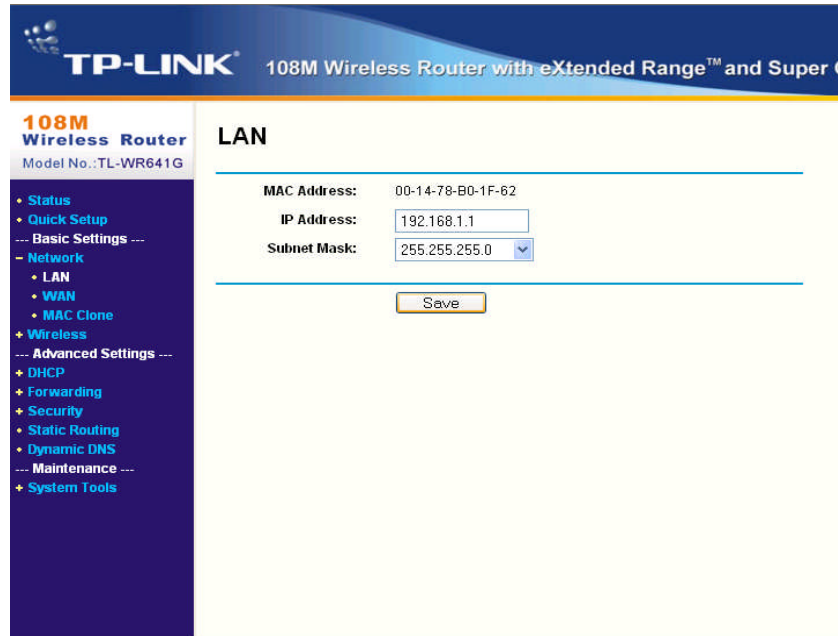 TP-LINK
108M Wireless Router with eXtended Range™ and Super
108M
Wireless Router
Model No.:TL-WR641G
• Status
• Quick Setup
--- Basic Settings ---
– Network
• LAN
• WAN
• MAC Clone
+ Wireless
--- Advanced Settings ---
+ DHCP
+ Forwarding
+ Security
• Static Routing
• Dynamic DNS
--- Maintenance ---
+ System Tools
LAN
MAC Address: 00-14-78-B0-1F-62
IP Address: 192.168.1.1
Subnet Mask: 255.255.255.0
Save